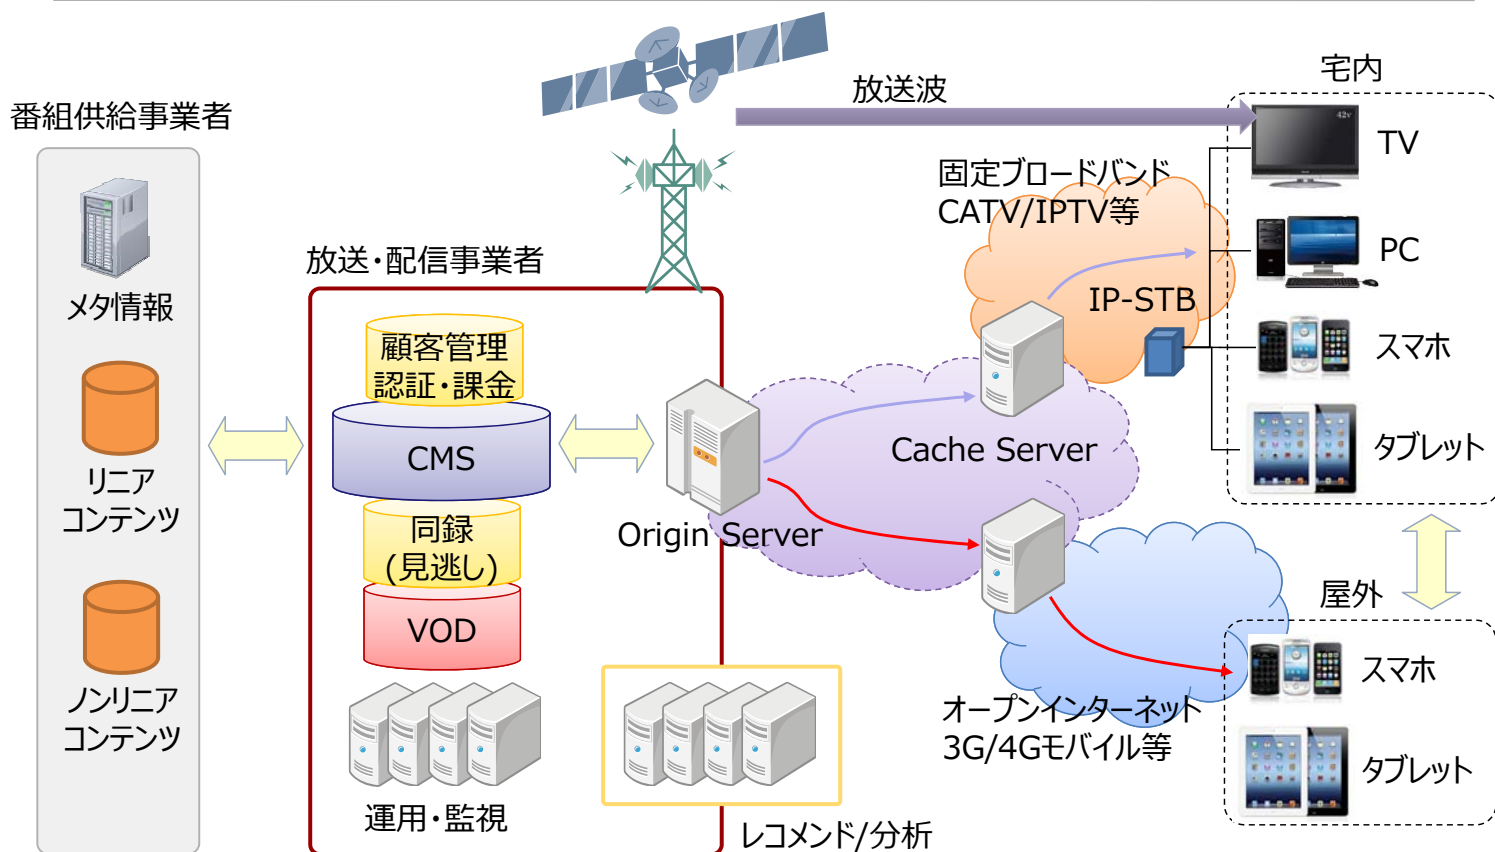 宅内
放送波
番組供給事業者
42v
TV
固定ブロードバンド
CATV/IPTV等
放送・配信事業者
PC
メタ情報
IP-STB
顧客管理
認証・課金
スマホ
CMS
Cache Server
タブレット
リニア
コンテンツ
同録
(見逃し)
Origin Server
屋外
VOD
スマホ
ノンリニア
コンテンツ
オープンインターネット
3G/4Gモバイル等
タブレット
運用・監視
レコメンド/分析